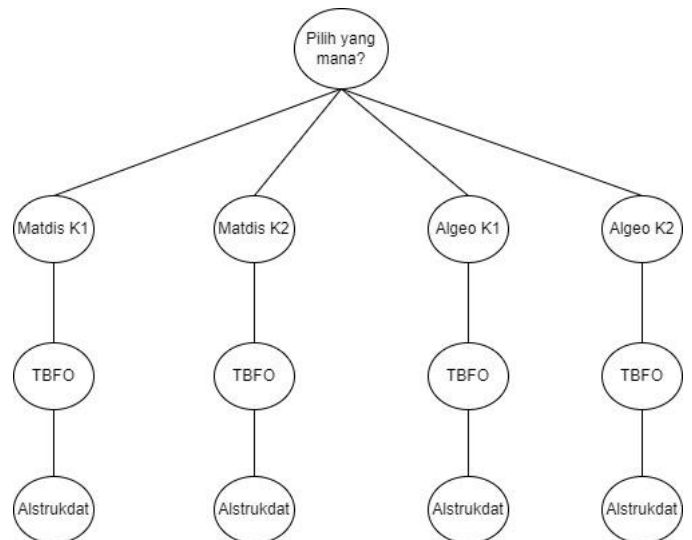 Pilih yang
mana?
Matdis K1
Matdis K2
Algeo K1
Algeo K2
TBFO
TBFO
TBFO
TBFO
Alstrukdat
Alstrukdat
Alstrukdat
Alstrukdat